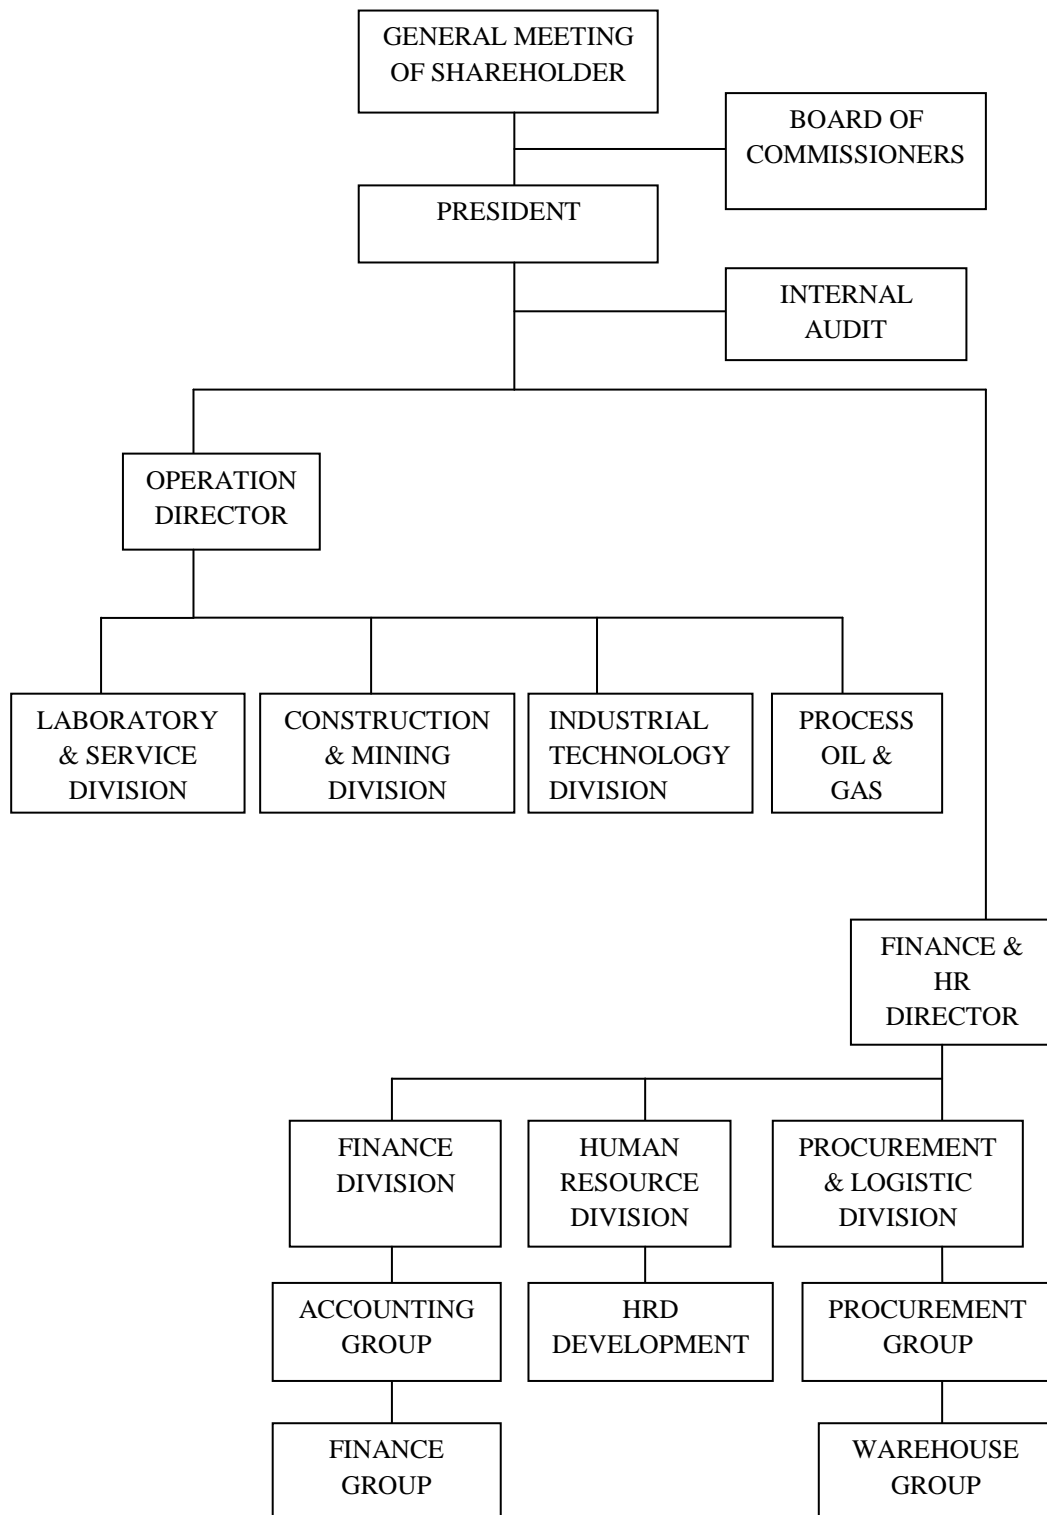 GENERAL MEETING
OF SHAREHOLDER
BOARD OF
COMMISSIONERS
PRESIDENT
INTERNAL
AUDIT
OPERATION
DIRECTOR
LABORATORY
& SERVICE
DIVISION
CONSTRUCTION
& MINING
DIVISION
INDUSTRIAL
TECHNOLOGY
DIVISION
PROCESS
OIL &
GAS
FINANCE &
HR
DIRECTOR
FINANCE
DIVISION
HUMAN
RESOURCE
DIVISION
PROCUREMENT
& LOGISTIC
DIVISION
ACCOUNTING
GROUP
HRD
DEVELOPMENT
PROCUREMENT
GROUP
FINANCE
GROUP
WAREHOUSE
GROUP